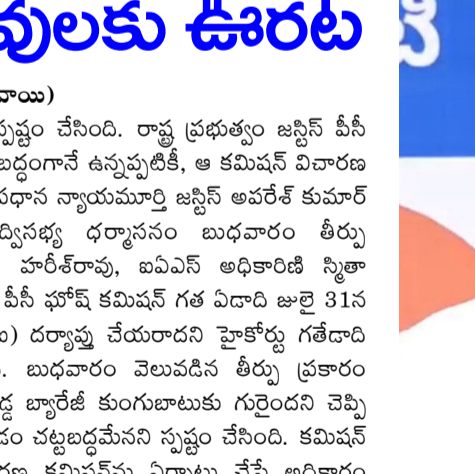 వులకు ఊరట
వాయి)
స్పష్టం చేసింది. రాష్ట్ర ప్రభుత్వం జస్టిస్ పీసీ
బద్ధంగానే ఉన్నప్పటికీ, ఆ కమిషన్ విచారణ
ప్రధాన న్యాయమూర్తి జస్టిస్ అపరేశ్ కుమార్
ద్విసభ్య ధర్మాసనం బుధవారం తీర్పు
హరీశ్‌రావు, ఐఏఎస్ అధికారిణి స్మితా
పీసీ ఘోష్ కమిషన్ గత ఏడాది జులై 31న
) దర్యాప్తు చేయరాదని హైకోర్టు గతేడాది
. బుధవారం వెలువడిన తీర్పు ప్రకారం
డ్డ బ్యారేజీ కుంగుబాటుకు గురైందని చెప్పి
డం చట్టబద్ధమేనని స్పష్టం చేసింది. కమిషన్